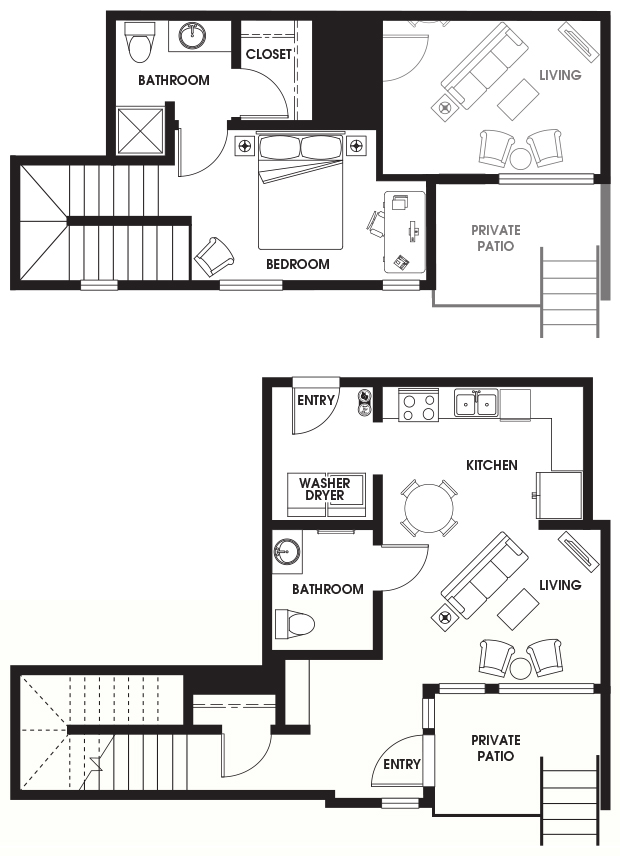 BATHROOM
CLOSET
LIVING
BEDROOM
PRIVATE
PATIO
ENTRY
KITCHEN
WASHER
DRYER
BATHROOM
LIVING
PRIVATE
PATIO
ENTRY